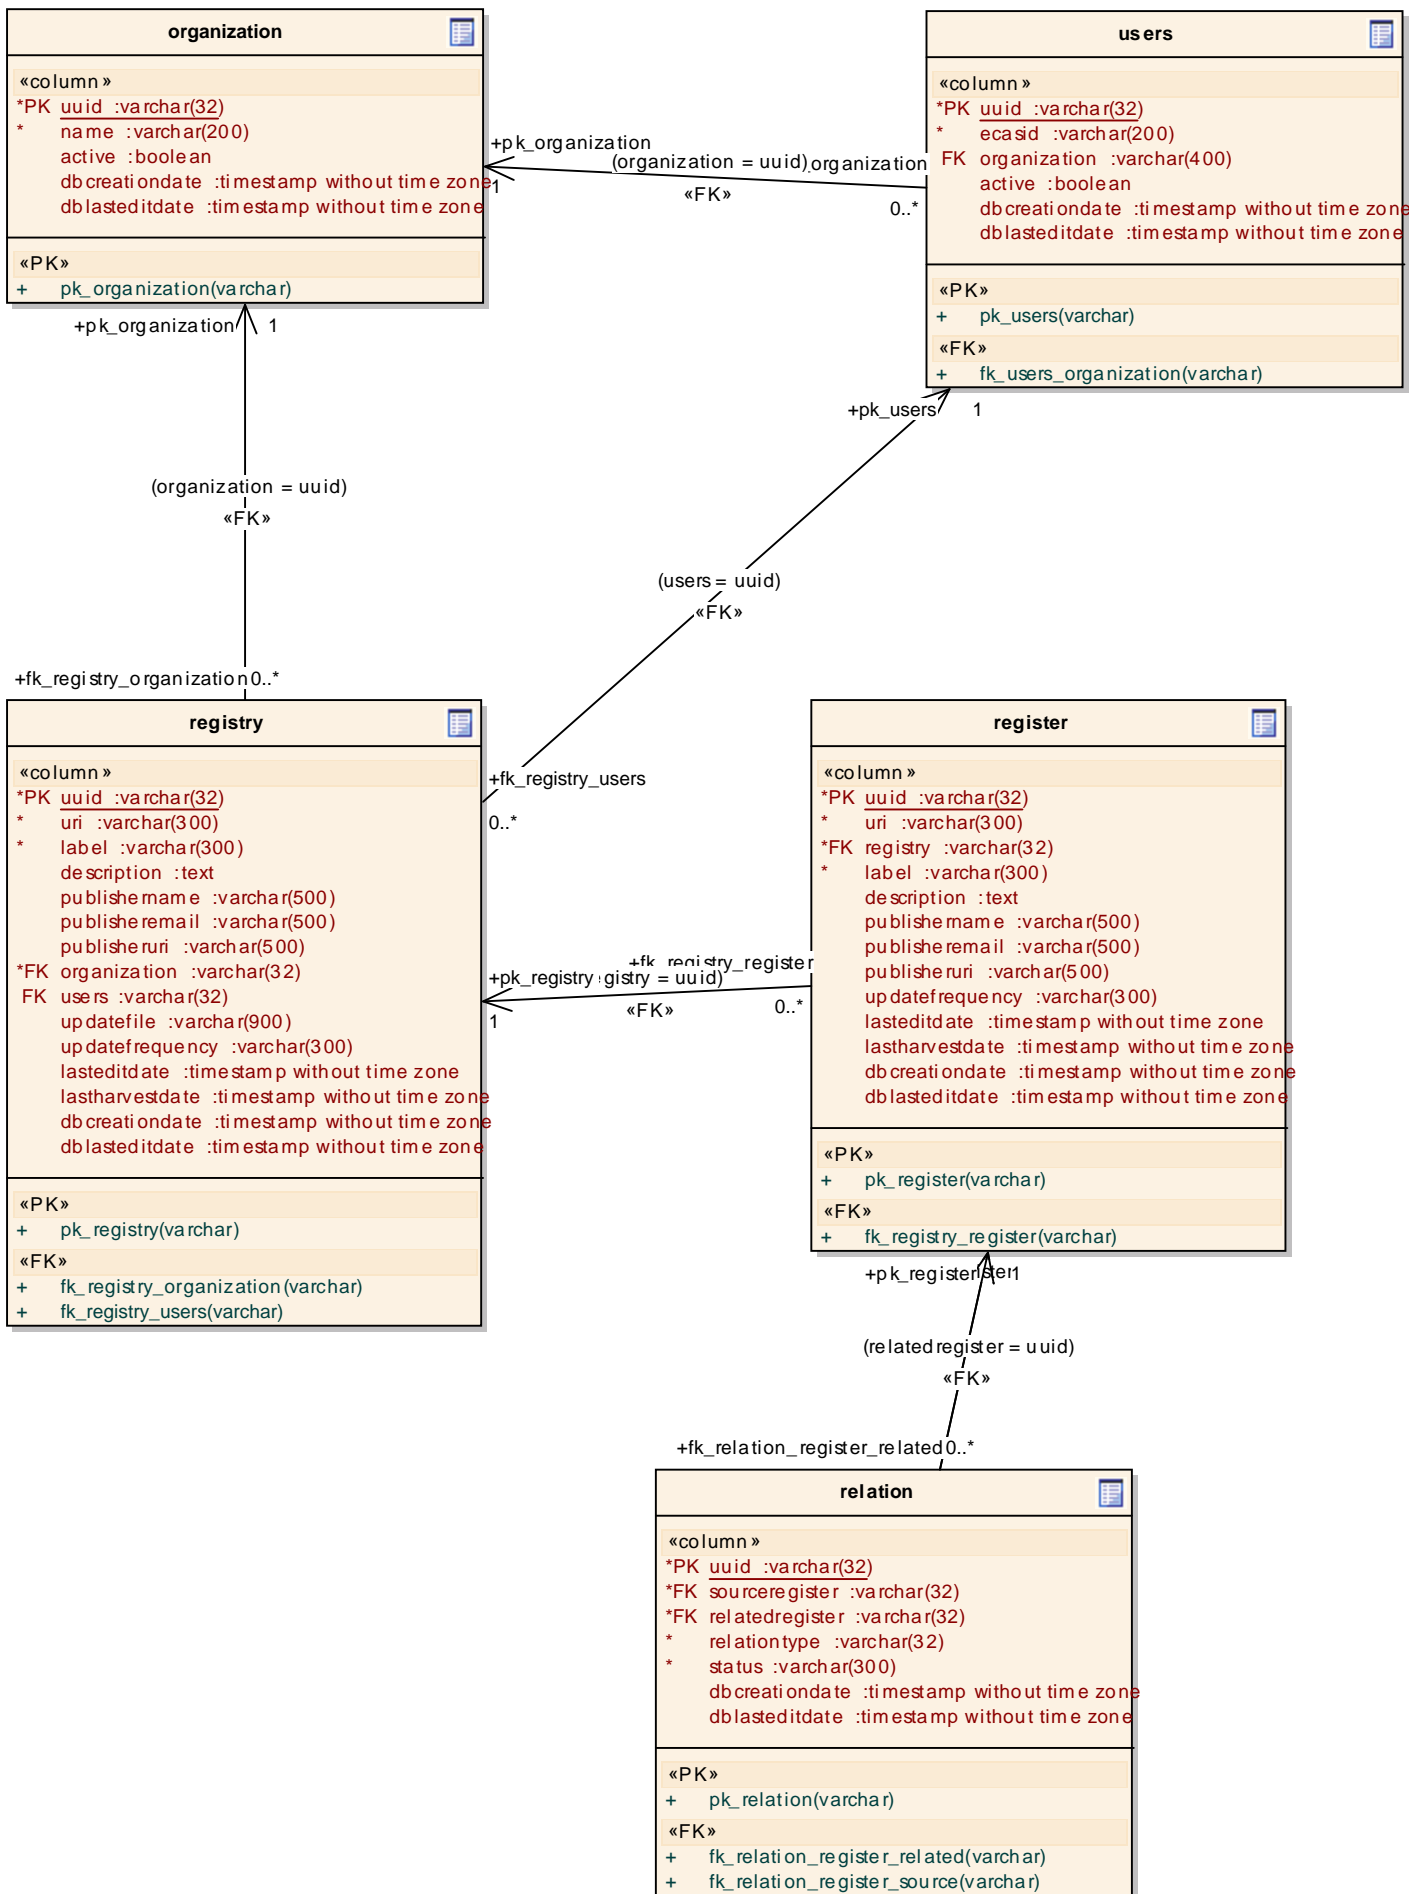 organization
«column»
*PK uuid :varchar(32)
* name :varchar(200)
active :boolean
dbcreationdate :timestamp without time zone
dblasteditdate :timestamp without time zone
«PK»
+ pk_organization(varchar)
users
«column»
*PK uuid :varchar(32)
* ecasid :varchar(200)
FK organization :varchar(400)
active :boolean
dbcreationdate :timestamp without time zone
dblasteditdate :timestamp without time zone
«PK»
+ pk_users(varchar)
«FK»
+ fk_users_organization(varchar)
+pk_organization
(organization = uuid)
organization
1
«FK»
0..*
+pk_organization
1
(organization = uuid)
«FK»
+fk_registry_organization 0..*
+pk_users
1
(users = uuid)
«FK»
+fk_registry_users
0..*
registry
«column»
*PK uuid :varchar(32)
* uri :varchar(300)
* label :varchar(300)
description :text
publishername :varchar(500)
publisheremail :varchar(500)
publisheruri :varchar(500)
*FK organization :varchar(32)
FK users :varchar(32)
updatefile :varchar(900)
updatefrequency :varchar(300)
lasteditdate :timestamp without time zone
lastharvestdate :timestamp without time zone
dbcreationdate :timestamp without time zone
dblasteditdate :timestamp without time zone
«PK»
+ pk_registry(varchar)
«FK»
+ fk_registry_organization(varchar)
+ fk_registry_users(varchar)
+fk_registry_register
+pk_registry
gistry = uuid)
1
«FK»
0..*
register
«column»
*PK uuid :varchar(32)
* uri :varchar(300)
*FK registry :varchar(32)
* label :varchar(300)
description :text
publishername :varchar(500)
publisheremail :varchar(500)
publisheruri :varchar(500)
updatefrequency :varchar(300)
lasteditdate :timestamp without time zone
lastharvestdate :timestamp without time zone
dbcreationdate :timestamp without time zone
dblasteditdate :timestamp without time zone
«PK»
+ pk_register(varchar)
«FK»
+ fk_registry_register(varchar)
+pk_register
1
(relatedregister = uuid)
«FK»
+fk_relation_register_related 0..*
relation
«column»
*PK uuid :varchar(32)
*FK sourceregister :varchar(32)
*FK relatedregister :varchar(32)
* relationtype :varchar(32)
* status :varchar(300)
dbcreationdate :timestamp without time zone
dblasteditdate :timestamp without time zone
«PK»
+ pk_relation(varchar)
«FK»
+ fk_relation_register_related(varchar)
+ fk_relation_register_source(varchar)